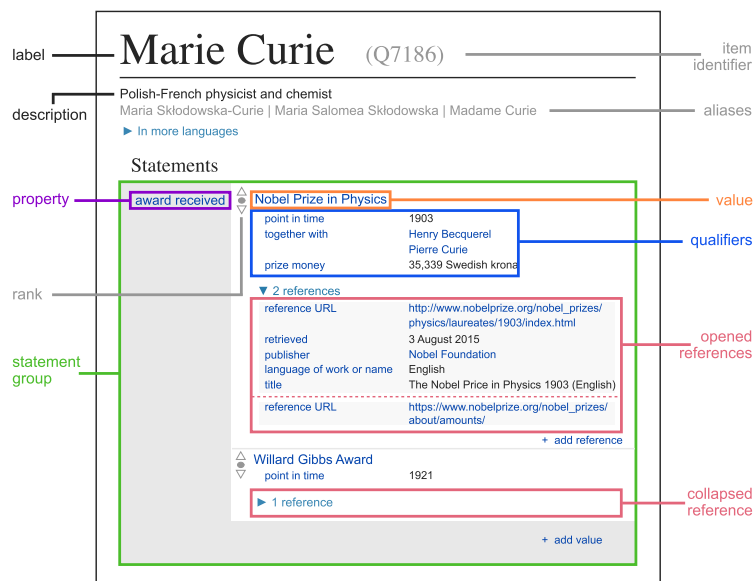 label
Marie Curie (Q7186)
item
identifier
description
Polish-French physicist and chemist
Maria Skłodowska-Curie | Maria Salomea Skłodowska | Madame Curie
aliases
► In more languages
Statements
property
award received
Nobel Prize in Physics
value
point in time 1903
together with Henry Becquerel
Pierre Curie
qualifiers
prize money 35,339 Swedish krona
rank
▼ 2 references
reference URL http://www.nobelprize.org/nobel_prizes/
physics/laureates/1903/index.html
retrieved 3 August 2015
publisher Nobel Foundation
language of work or name English
title The Nobel Price in Physics 1903 (English)
opened
references
statement
group
reference URL https://www.nobelprize.org/nobel_prizes/
about/amounts/
+ add reference
Willard Gibbs Award
point in time 1921
► 1 reference
collapsed
reference
+ add value